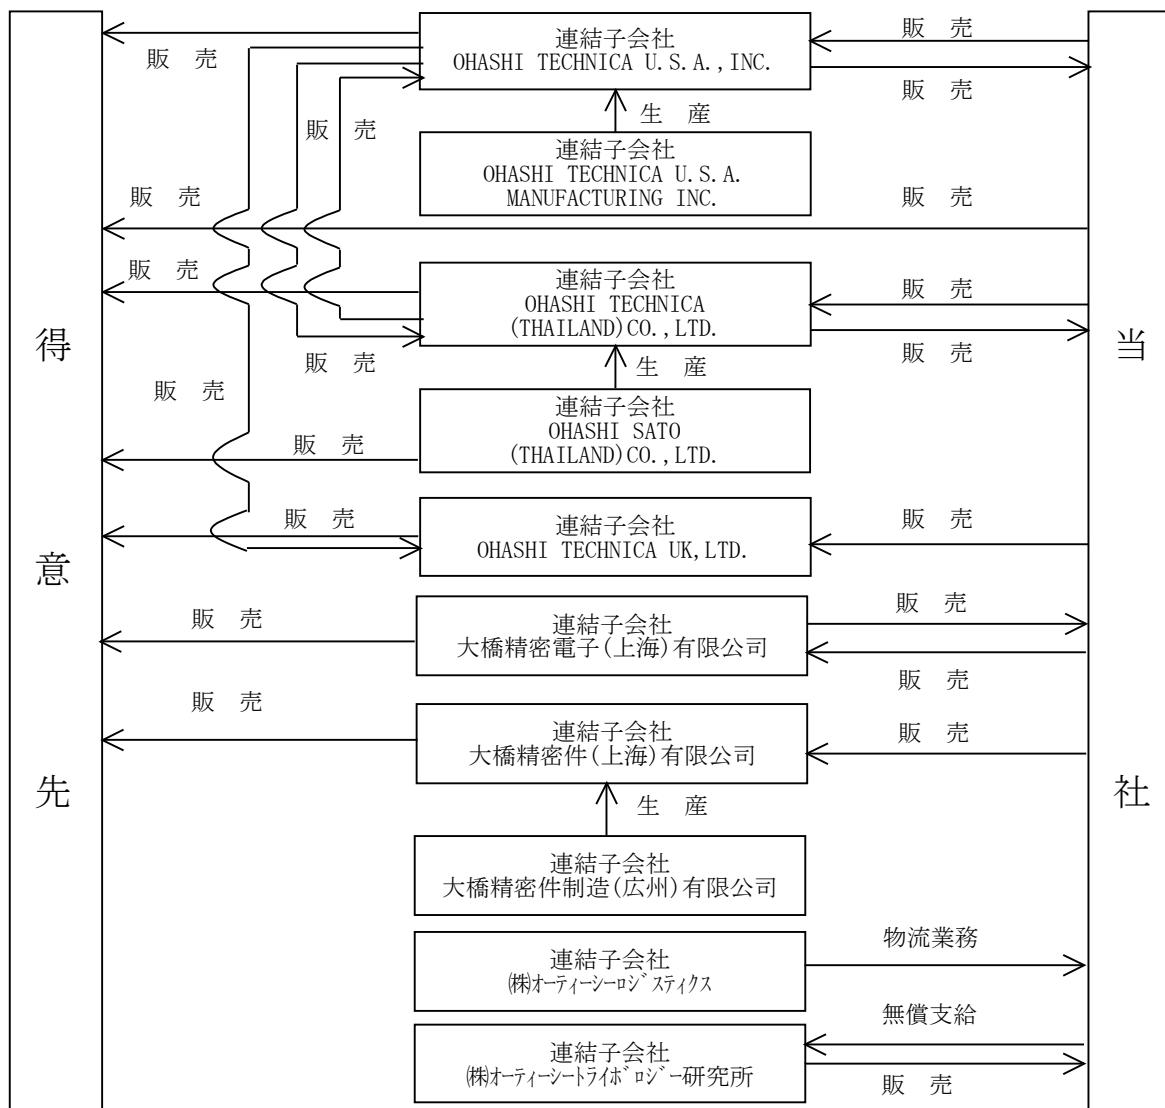 連結子会社
OHASHI TECHNICA U.S.A.,INC.
販 売
販 売
販 売
生 産
販 売
連結子会社
OHASHI TECHNICA U.S.A.
MANUFACTURING INC.
販 売
販 売
連結子会社
OHASHI TECHNICA
(THAILAND)CO.,LTD.
販 売
販 売
販 売
販 売
生 産
得意先
当社
連結子会社
OHASHI SATO
(THAILAND)CO.,LTD.
販 売
販 売
連結子会社
OHASHI TECHNICA UK,LTD.
販 売
販 売
連結子会社
大橋精密電子(上海)有限公司
販 売
販 売
販 売
連結子会社
大橋精密件(上海)有限公司
販 売
販 売
生 産
連結子会社
大橋精密件制造(広州)有限公司
連結子会社
㈱オーティーシーロジスティクス
物流業務
連結子会社
㈱オーティーシートライボロジー研究所
無償支給
販 売